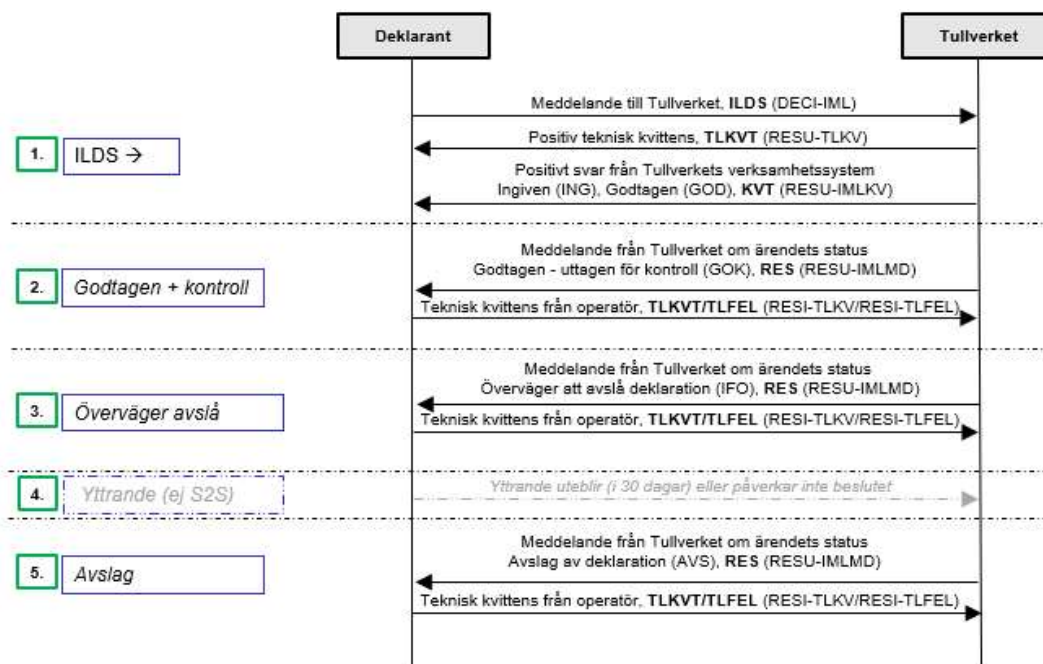 Deklarant
Tullverket
Meddelande till Tullverket, ILDS (DECI-IML)
Positiv teknisk kvittens, TLKVT (RESU-TLKV)
1.
ILDS →
Positivt svar från Tullverkets verksamhetssystem
Ingiven (ING), Godtagen (GOD), KVT (RESU-IMLKV)
Meddelande från Tullverket om ärendets status
Godtagen - uttagen för kontroll (GOK), RES (RESU-IMLMD)
2.
Godtagen + kontroll
Teknisk kvittens från operatör, TLKVT/TLFEL (RESI-TLKV/RESI-TLFEL)
Meddelande från Tullverket om ärendets status
Överväger att avslå deklaration (IFO), RES (RESU-IMLMD)
3.
Överväger avslå
Teknisk kvittens från operatör, TLKVT/TLFEL (RESI-TLKV/RESI-TLFEL)
4.
Yttrande (ej S2S)
Yttrande uteblir (i 30 dagar) eller påverkar inte beslutet
Meddelande från Tullverket om ärendets status
Avslag av deklaration (AVS), RES (RESU-IMLMD)
5.
Avslag
Teknisk kvittens från operatör, TLKVT/TLFEL (RESI-TLKV/RESI-TLFEL)